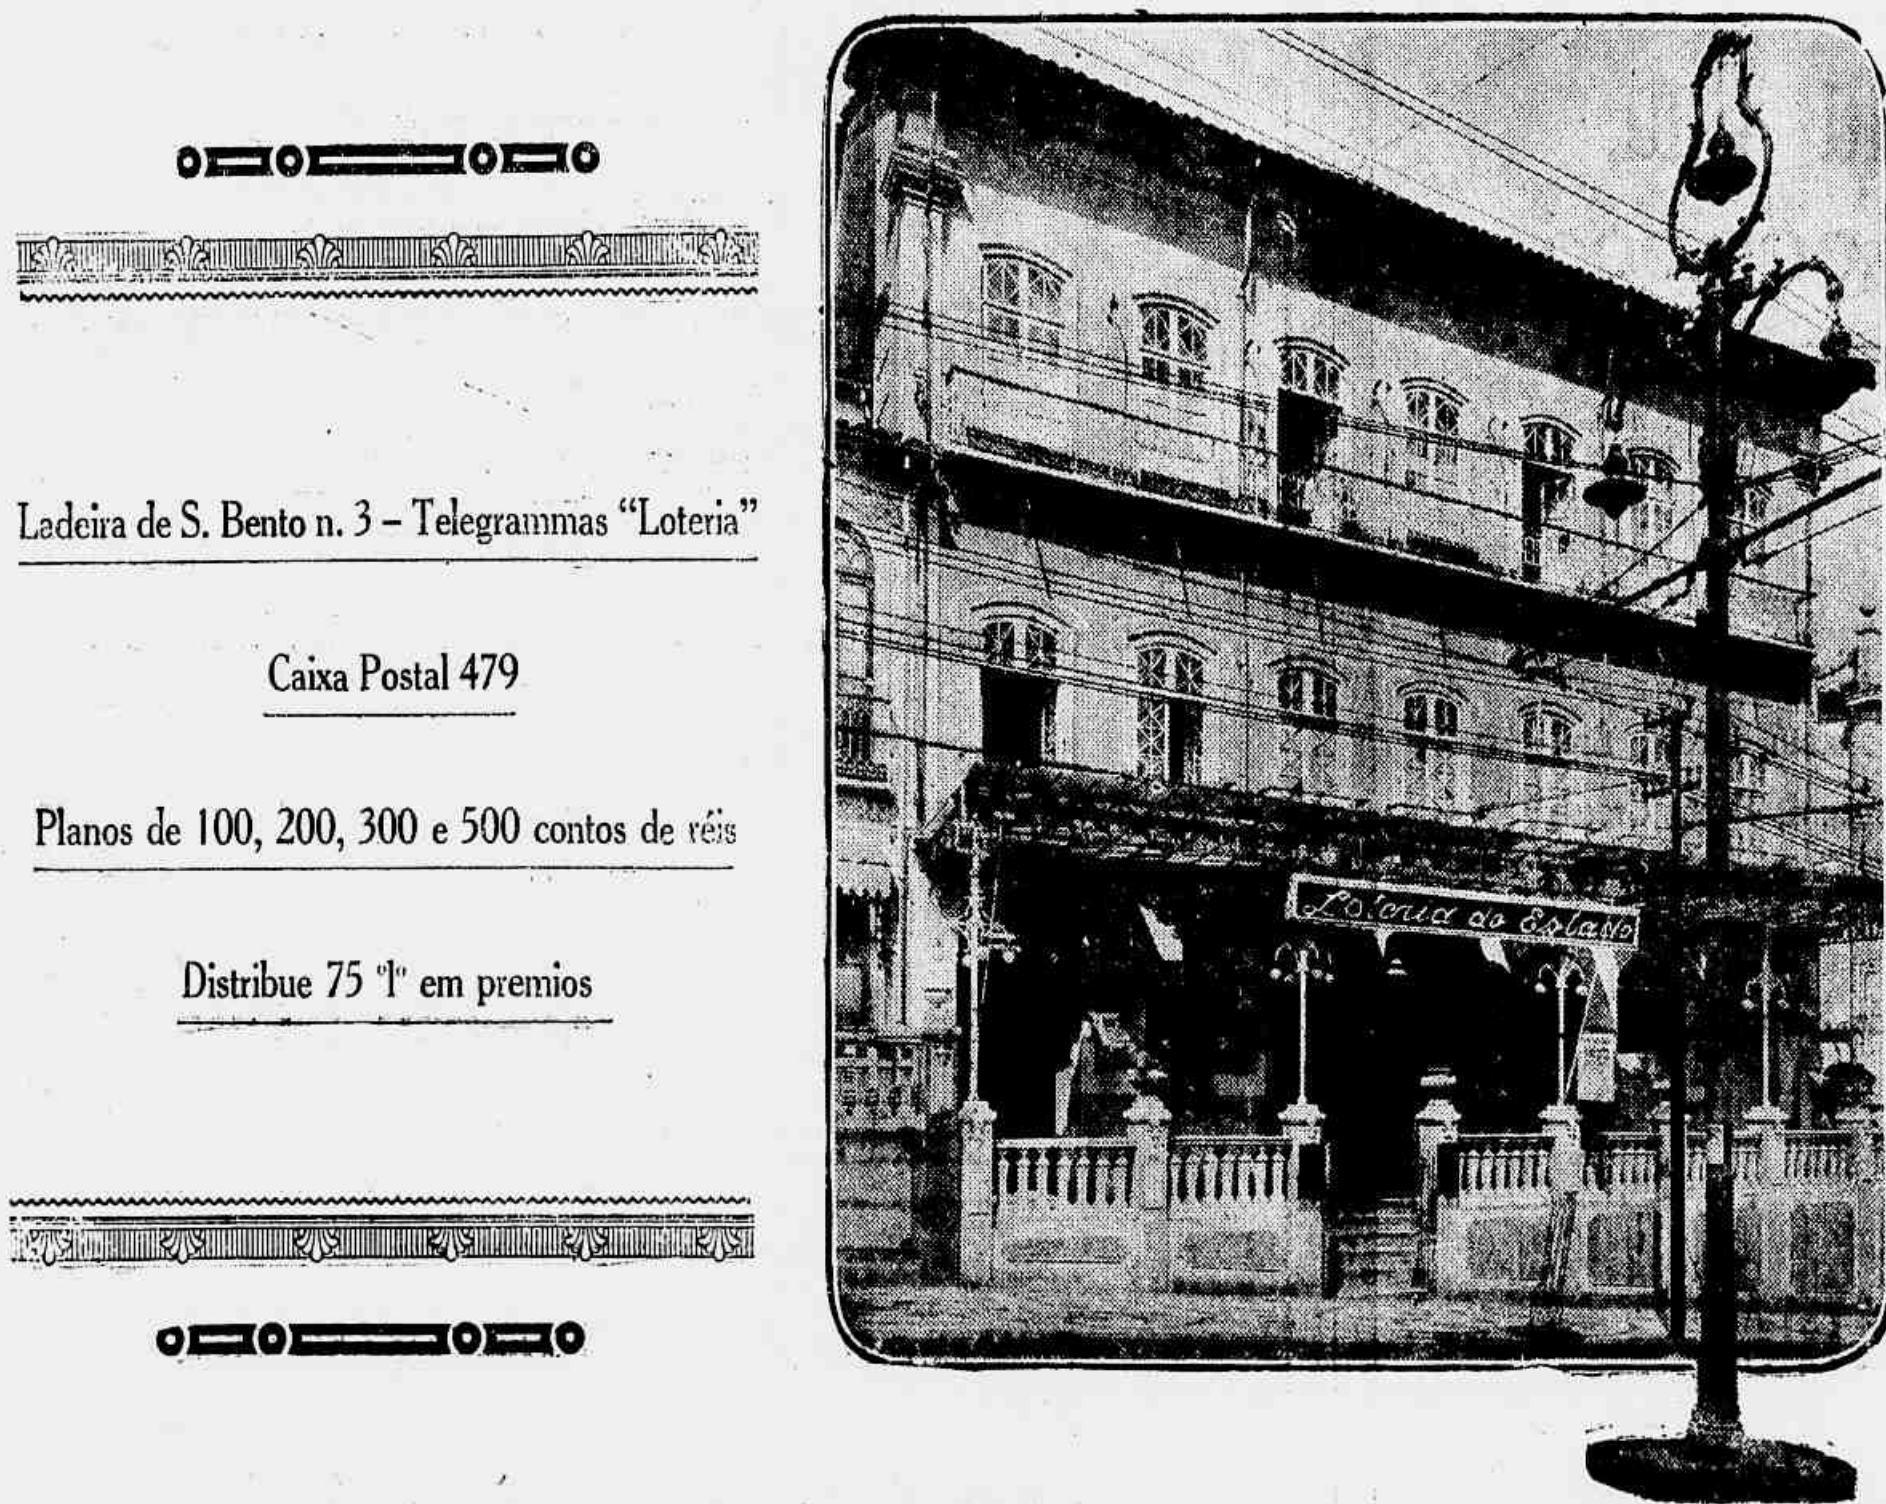 Ladeira de S. Bento n. 3 – Telegrammas “Loteria”
Caixa Postal 479
Planos de 100, 200, 300 e 500 contos de réis
Distribue 75 º|º em premios
Loteria do Estado